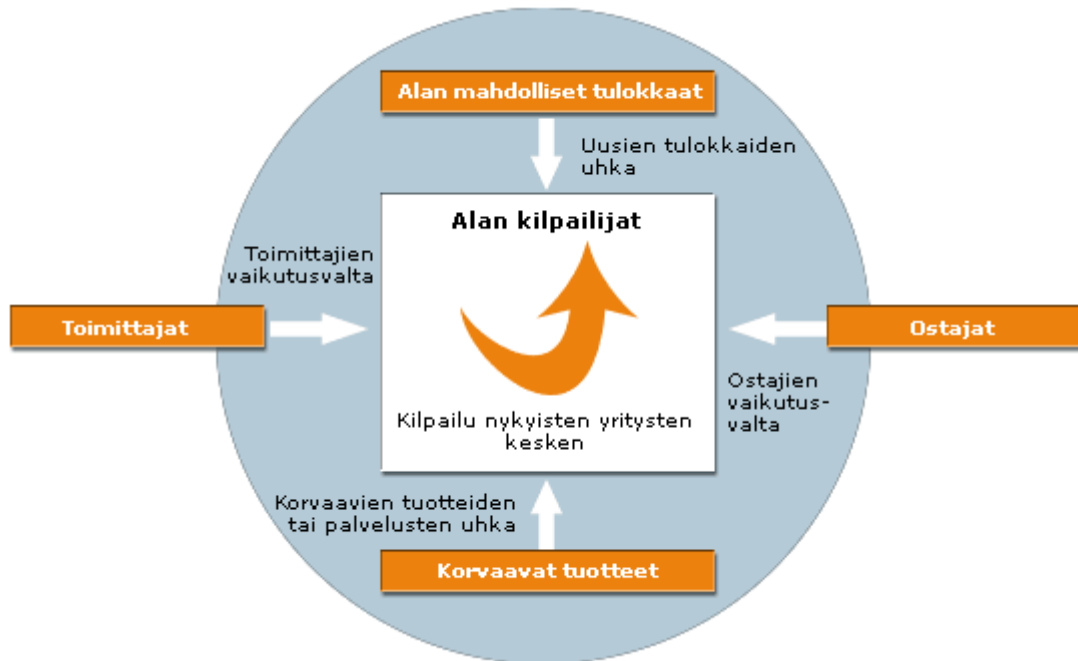 Alan mahdolliset tulokkaat
Uusien tulokkaiden
uhka
Alan kilpailijat
Toimittajien
vaikutusvalta
Toimittajat
Ostajat
Ostajien
vaikutus-
valta
Kilpailu nykyisten yritysten
kesken
Korvaavien tuotteiden
tai palvelusten uhka
Korvaavat tuotteet